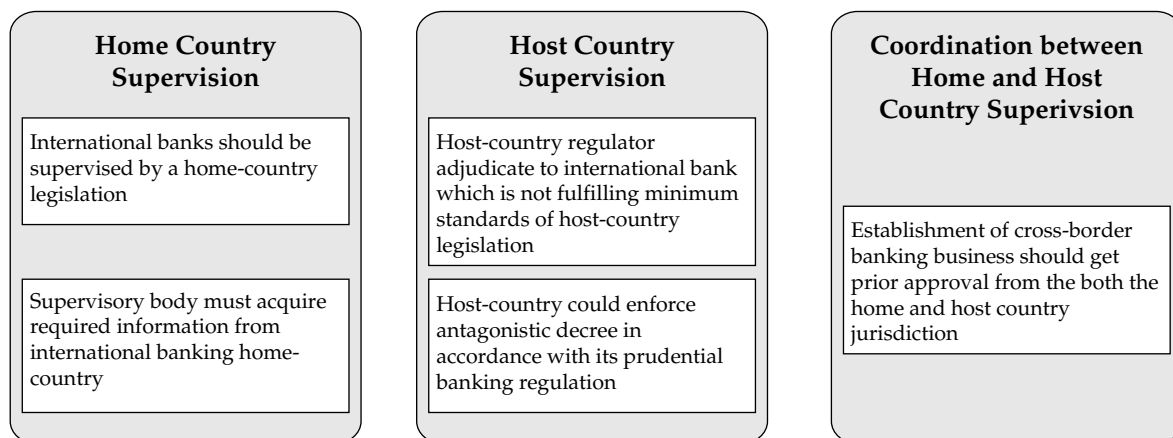 Home Country
Supervision
International banks should be
supervised by a home-country
legislation
Supervisory body must acquire
required information from
international banking home-
country
Host Country
Supervision
Host-country regulator
adjudicate to international bank
which is not fulfilling minimum
standards of host-country
legislation
Host-country could enforce
antagonistic decree in
accordance with its prudential
banking regulation
Coordination between
Home and Host
Country Superivsion
Establishment of cross-border
banking business should get
prior approval from the both the
home and host country
jurisdiction